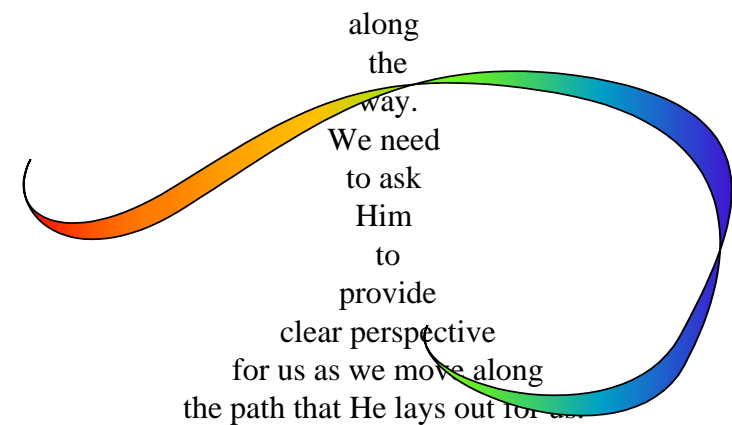 along
the
way.
We need
to ask
Him
to
provide
clear perspective
for us as we move along
the path that He lays out for us.